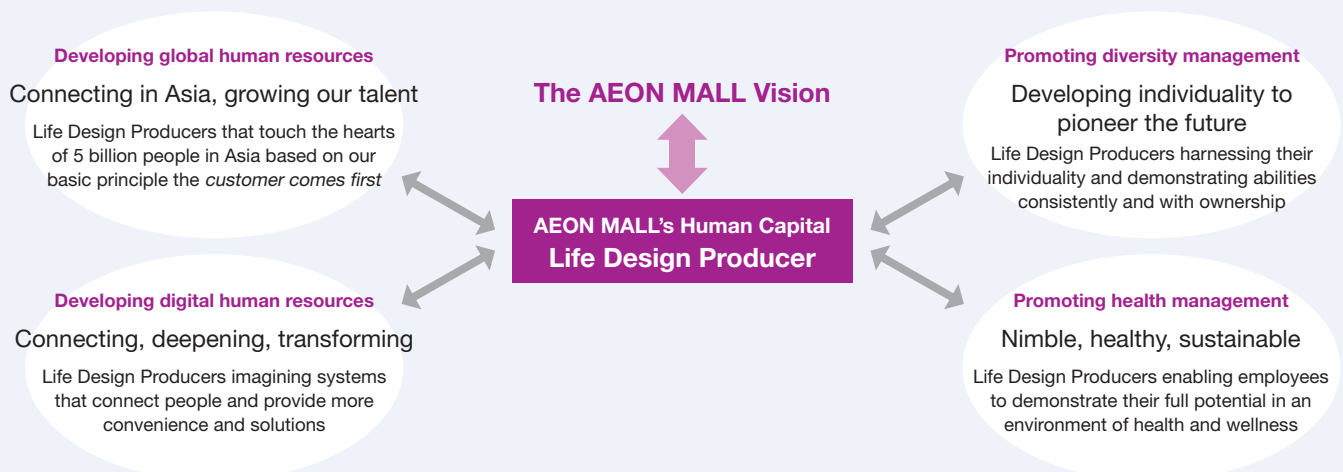 Developing global human resources
Connecting in Asia, growing our talent
Life Design Producers that touch the hearts
of 5 billion people in Asia based on our
basic principle the customer comes first
The AEON MALL Vision
AEON MALL’s Human Capital
Life Design Producer
Promoting diversity management
Developing individuality to
pioneer the future
Life Design Producers harnessing their
individuality and demonstrating abilities
consistently and with ownership
Developing digital human resources
Connecting, deepening, transforming
Life Design Producers imagining systems
that connect people and provide more
convenience and solutions
Promoting health management
Nimble, healthy, sustainable
Life Design Producers enabling employees
to demonstrate their full potential in an
environment of health and wellness